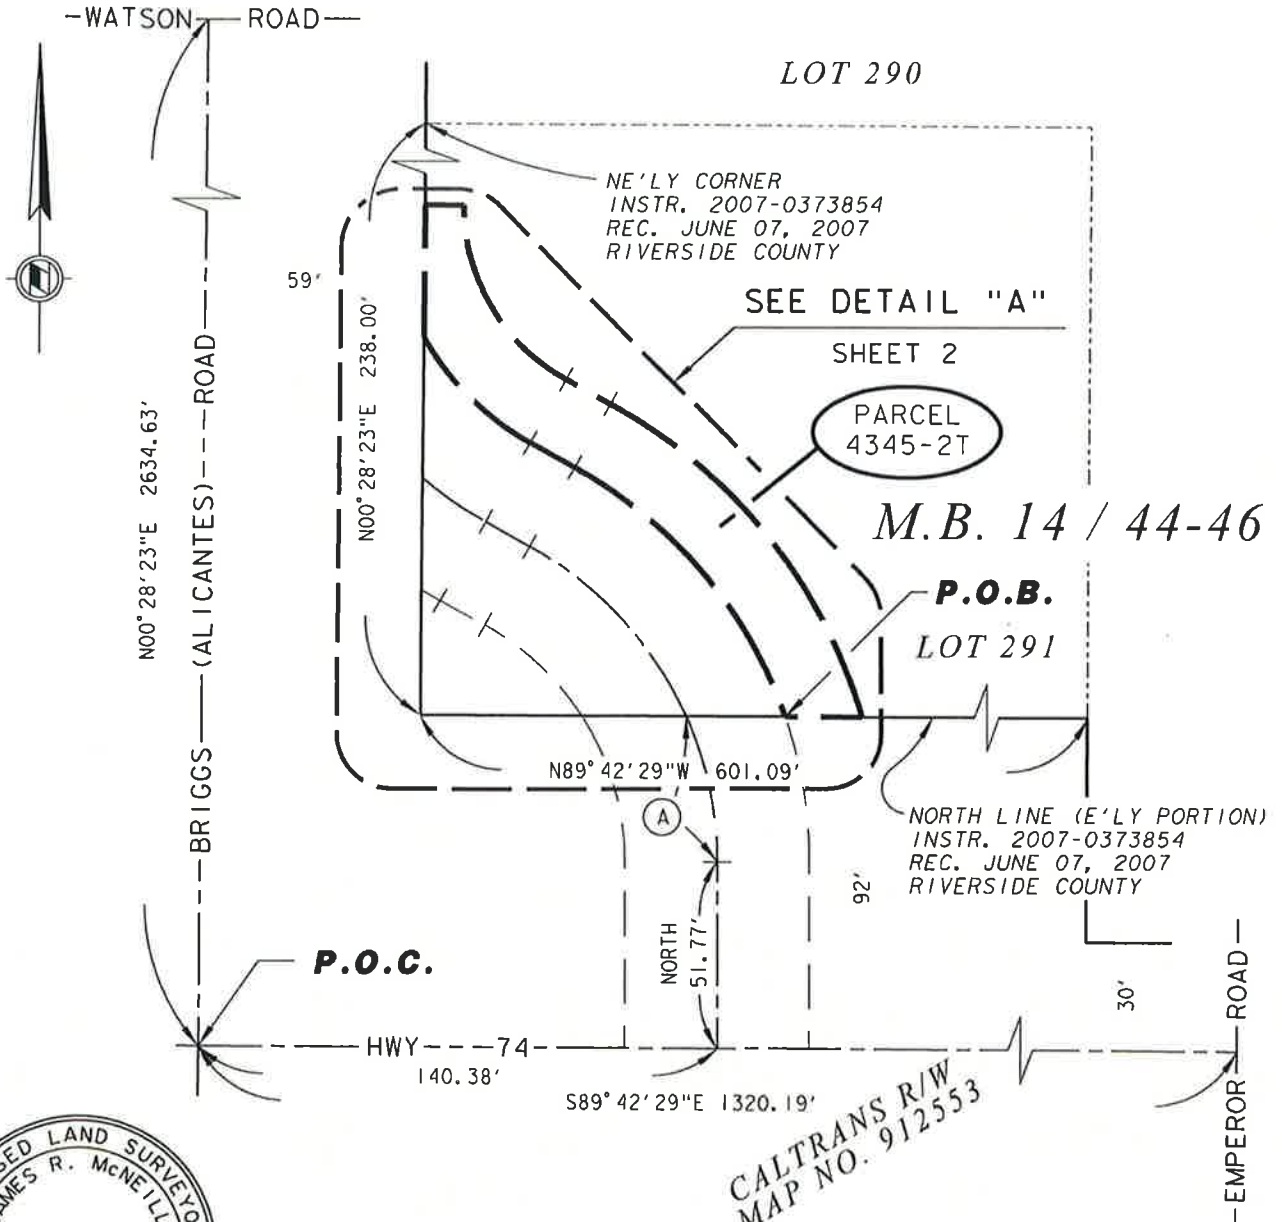 WATSON ROAD
LOT 290
NE'LY CORNER
INSTR. 2007-0373854
REC. JUNE 07, 2007
RIVERSIDE COUNTY
59'
SEE DETAIL "A"
SHEET 2
N00°28'23"E 238.00'
PARCEL
4345-2T
N00°28'23"E 2634.63'
BRIGGS (ALICANTES) ROAD
M.B. 14 / 44-46
P.O.B.
LOT 291
N89°42'29"W 601.09'
A
NORTH LINE (E'LY PORTION)
INSTR. 2007-0373854
REC. JUNE 07, 2007
RIVERSIDE COUNTY
92'
NORTH
51.77'
P.O.C.
30'
HWY 74
140.38'
S89°42'29"E 1320.19'
CALTRANS R/W
MAP NO. 912553
EMPEROR ROAD
SED LAND SURVEYO
AMES R. McNEILL